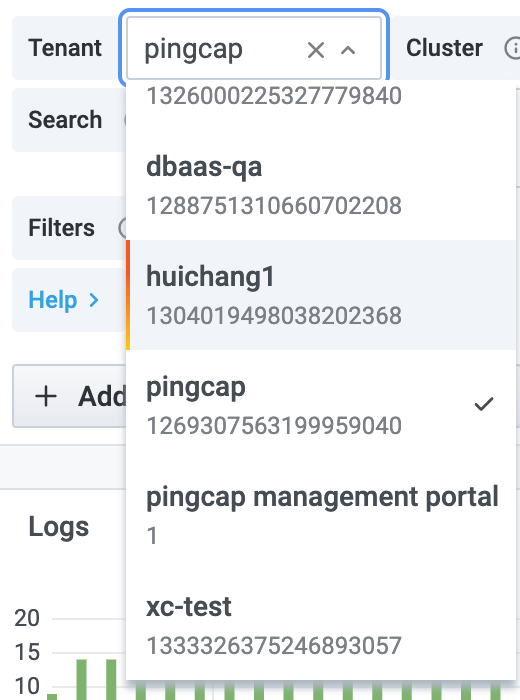 Tenant
pingcap
Cluster
1326000225327779840
Search
dbaas-qa
1288751310660702208
Filters
huichang1
1304019498038202368
Help
pingcap
1269307563199959040
+ Add
pingcap management portal
1
Logs
xc-test
1333326375246893057
20
15
10